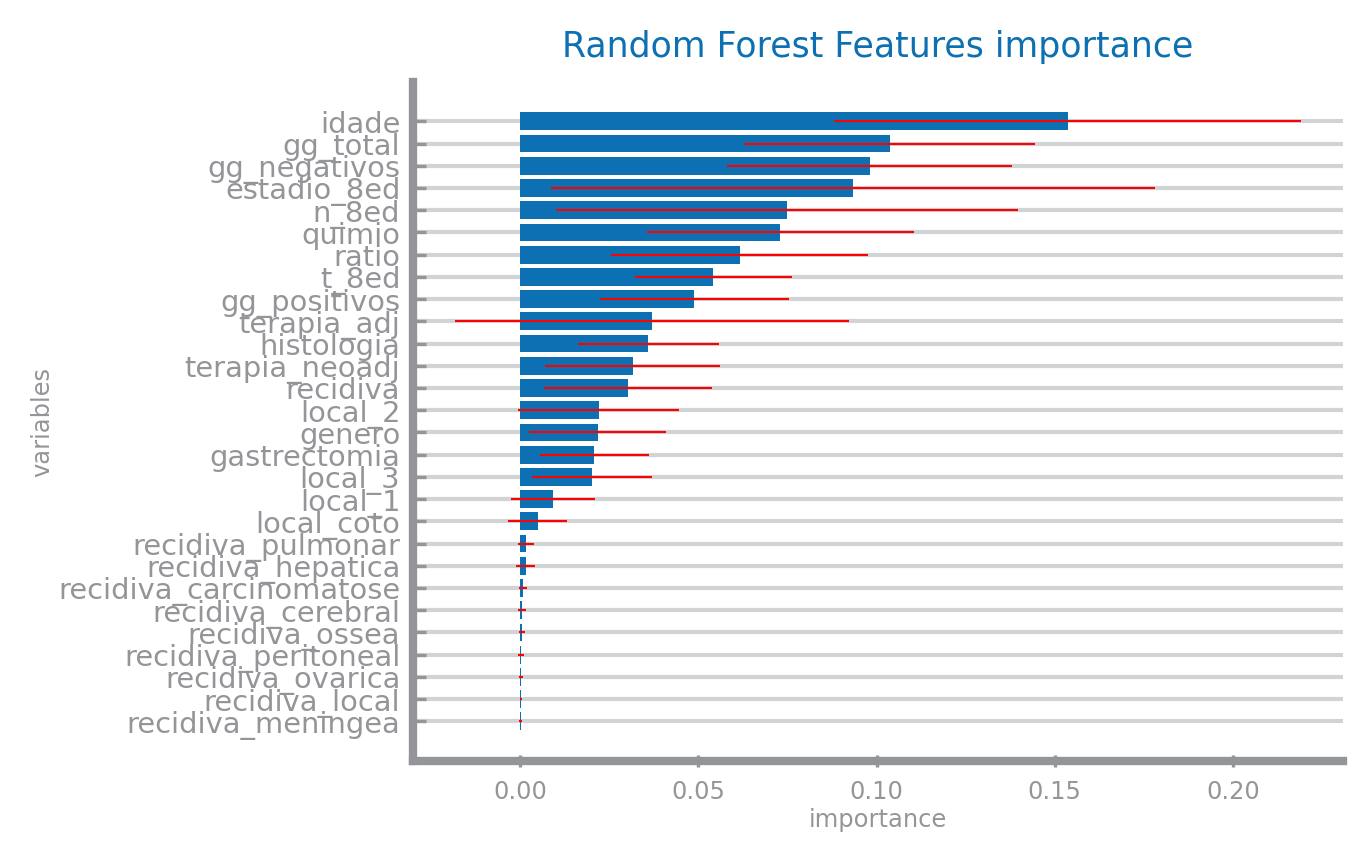 Random Forest Features importance
idade
gg_total
gg_negativos
estadio_8ed
n_8ed
quimio
ratio
t_8ed
gg_positivos
terapia_adj
histologia
terapia_neoadj
recidiva
local_2
genero
gastrectomia
local_3
local_1
local_coto
recidiva_pulmonar
recidiva_hepatica
recidiva_carcinomatose
recidiva_cerebral
recidiva_ossea
recidiva_peritoneal
recidiva_ovarica
recidiva_local
recidiva_meningea
variables
0.00 0.05 0.10 0.15 0.20
importance